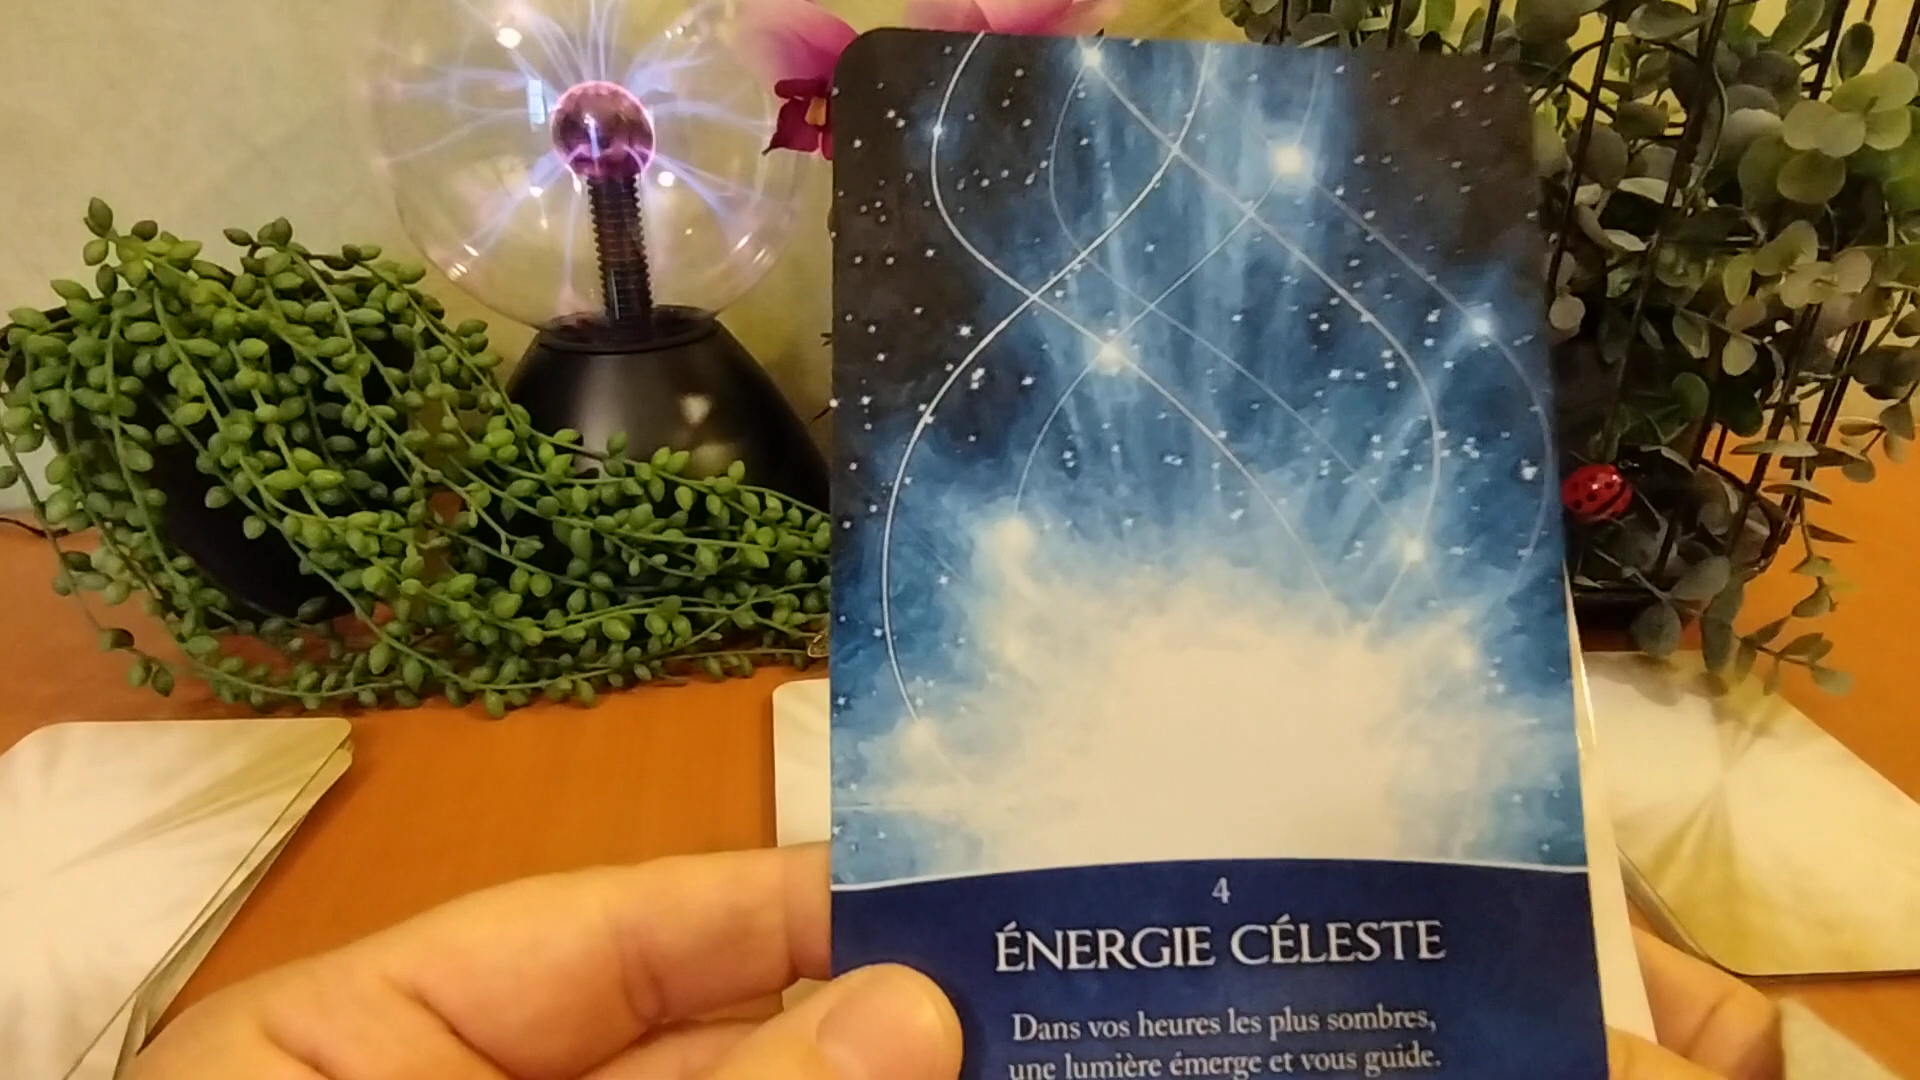 4
ÉNERGIE CÉLESTE
Dans vos heures les plus sombres,
une lumière émerge et vous guide.